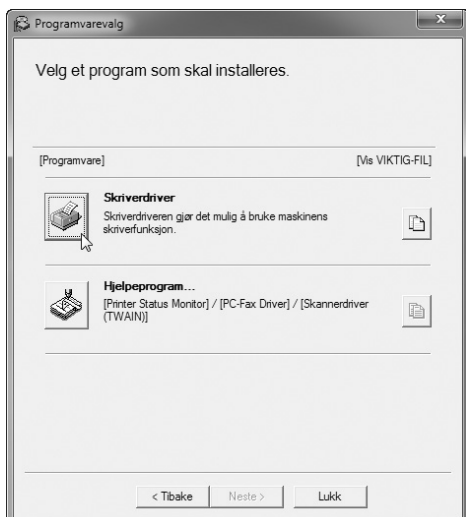 Programvarevalg
Velg et program som skal installeres.
[Programvare] [Vis VIKTIG-FIL]
Skriverdriver
Skriverdriveren gjør det mulig å bruke maskinens
skriverfunksjon.
Hjelpeprogram...
[Printer Status Monitor] / [PC-Fax Driver] / [Skannerdriver
(TWAIN)]
< Tibake Neste > Lukk